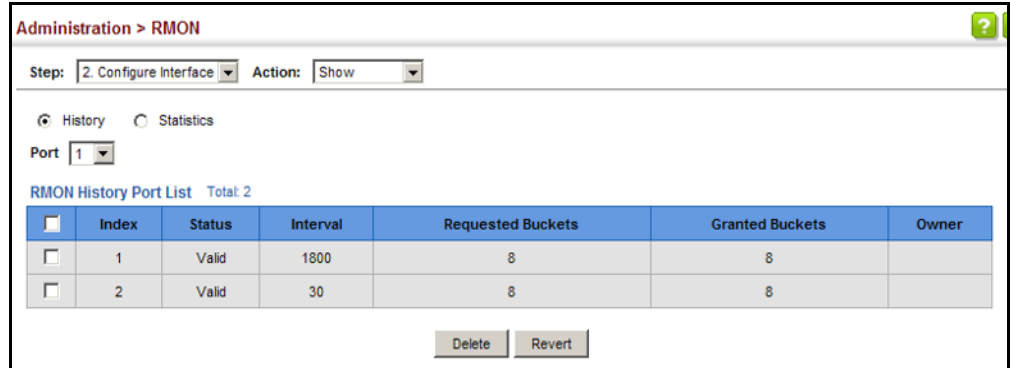 Administration > RMON
?
Step: 2. Configure Interface Action: Show
History Statistics
Port 1
RMON History Port List Total: 2
Index Status Interval Requested Buckets Granted Buckets Owner
1 Valid 1800 8 8
2 Valid 30 8 8
Delete Revert